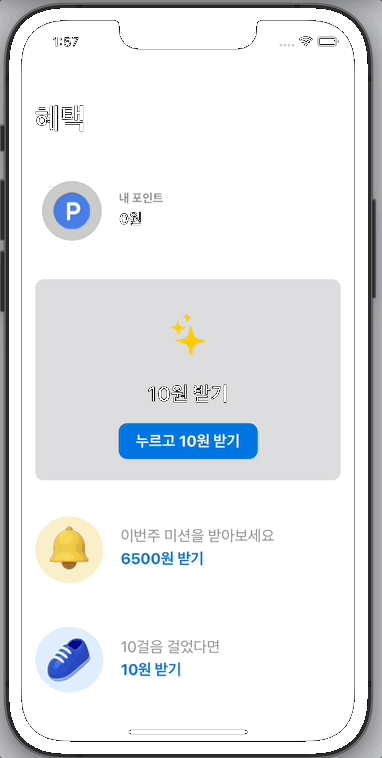 1:57
혜택
P
내 포인트
0원
10원 받기
누르고 10원 받기
이번주 미션을 받아보세요
6500원 받기
10걸음 걸었다면
10원 받기